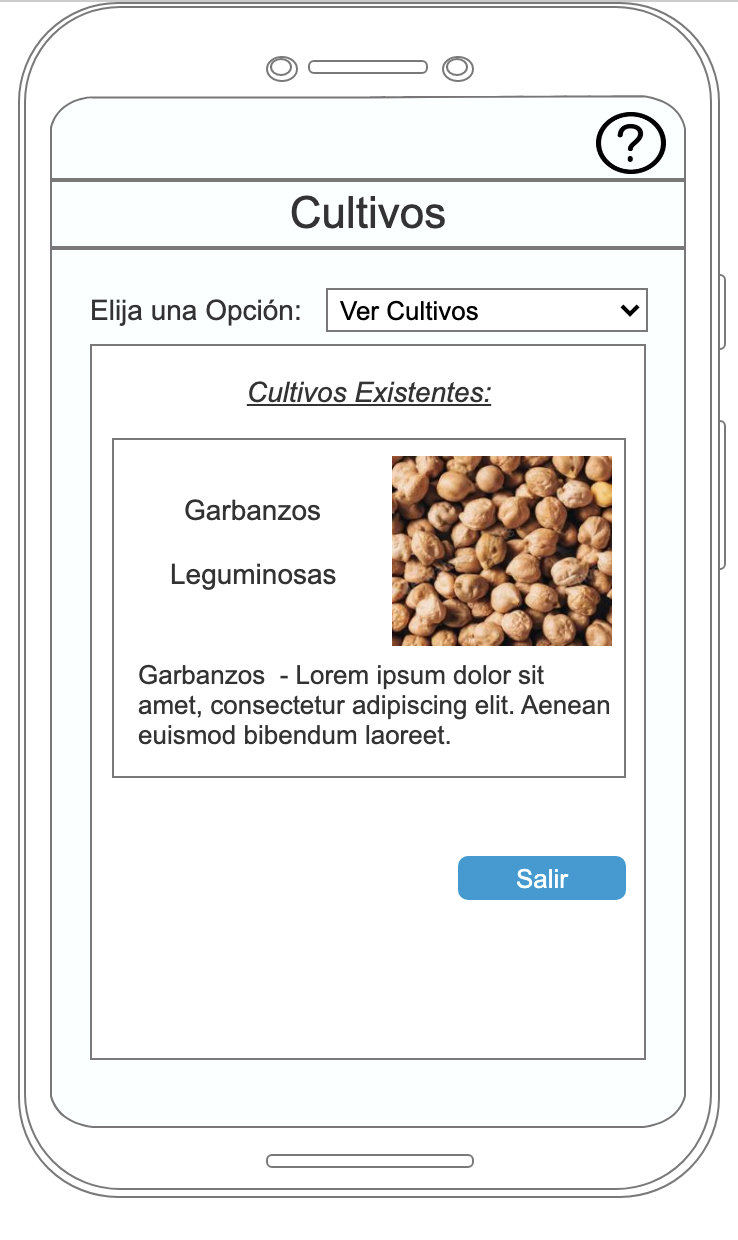 ?
Cultivos
Elija una Opción:
Ver Cultivos
Cultivos Existentes:
Garbanzos
Leguminosas
Garbanzos  - Lorem ipsum dolor sit
amet, consectetur adipiscing elit. Aenean
euismod bibendum laoreet.
Salir